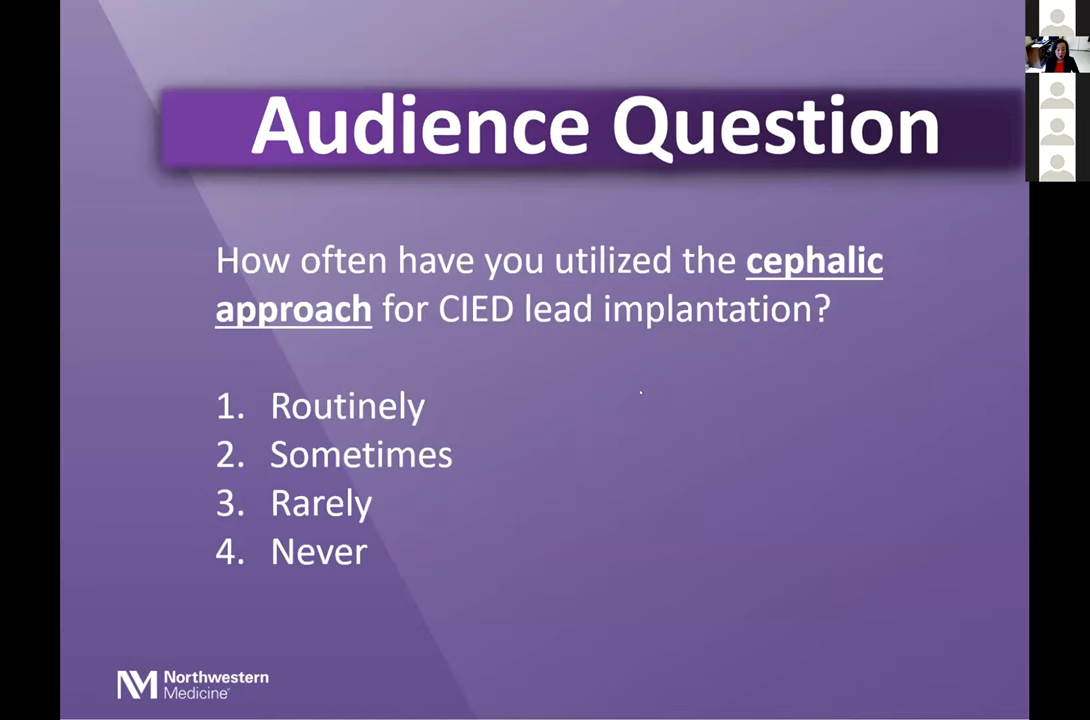 Audience Question
How often have you utilized the cephalic
approach for CIED lead implantation?
1. Routinely
2. Sometimes
3. Rarely
4. Never
NM Northwestern
Medicine®